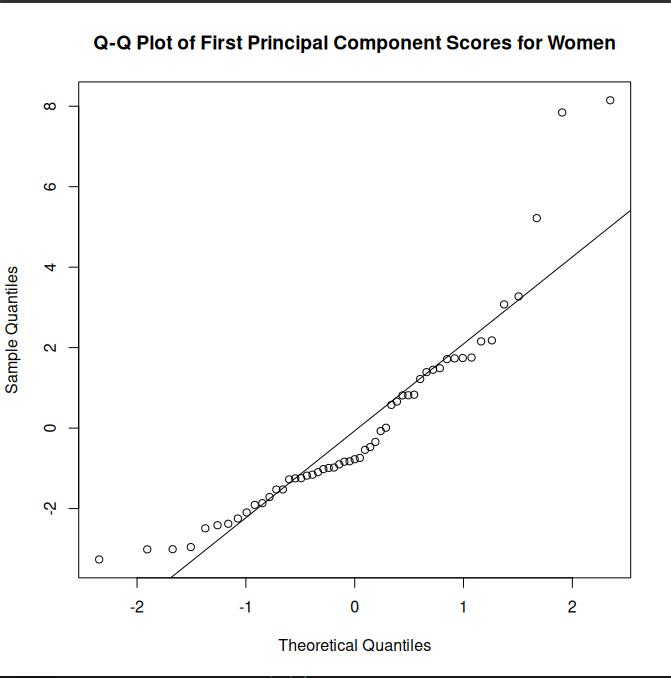 Q-Q Plot of First Principal Component Scores for Women
8
6
4
2
0
-2
Sample Quantiles
-2 -1 0 1 2
Theoretical Quantiles